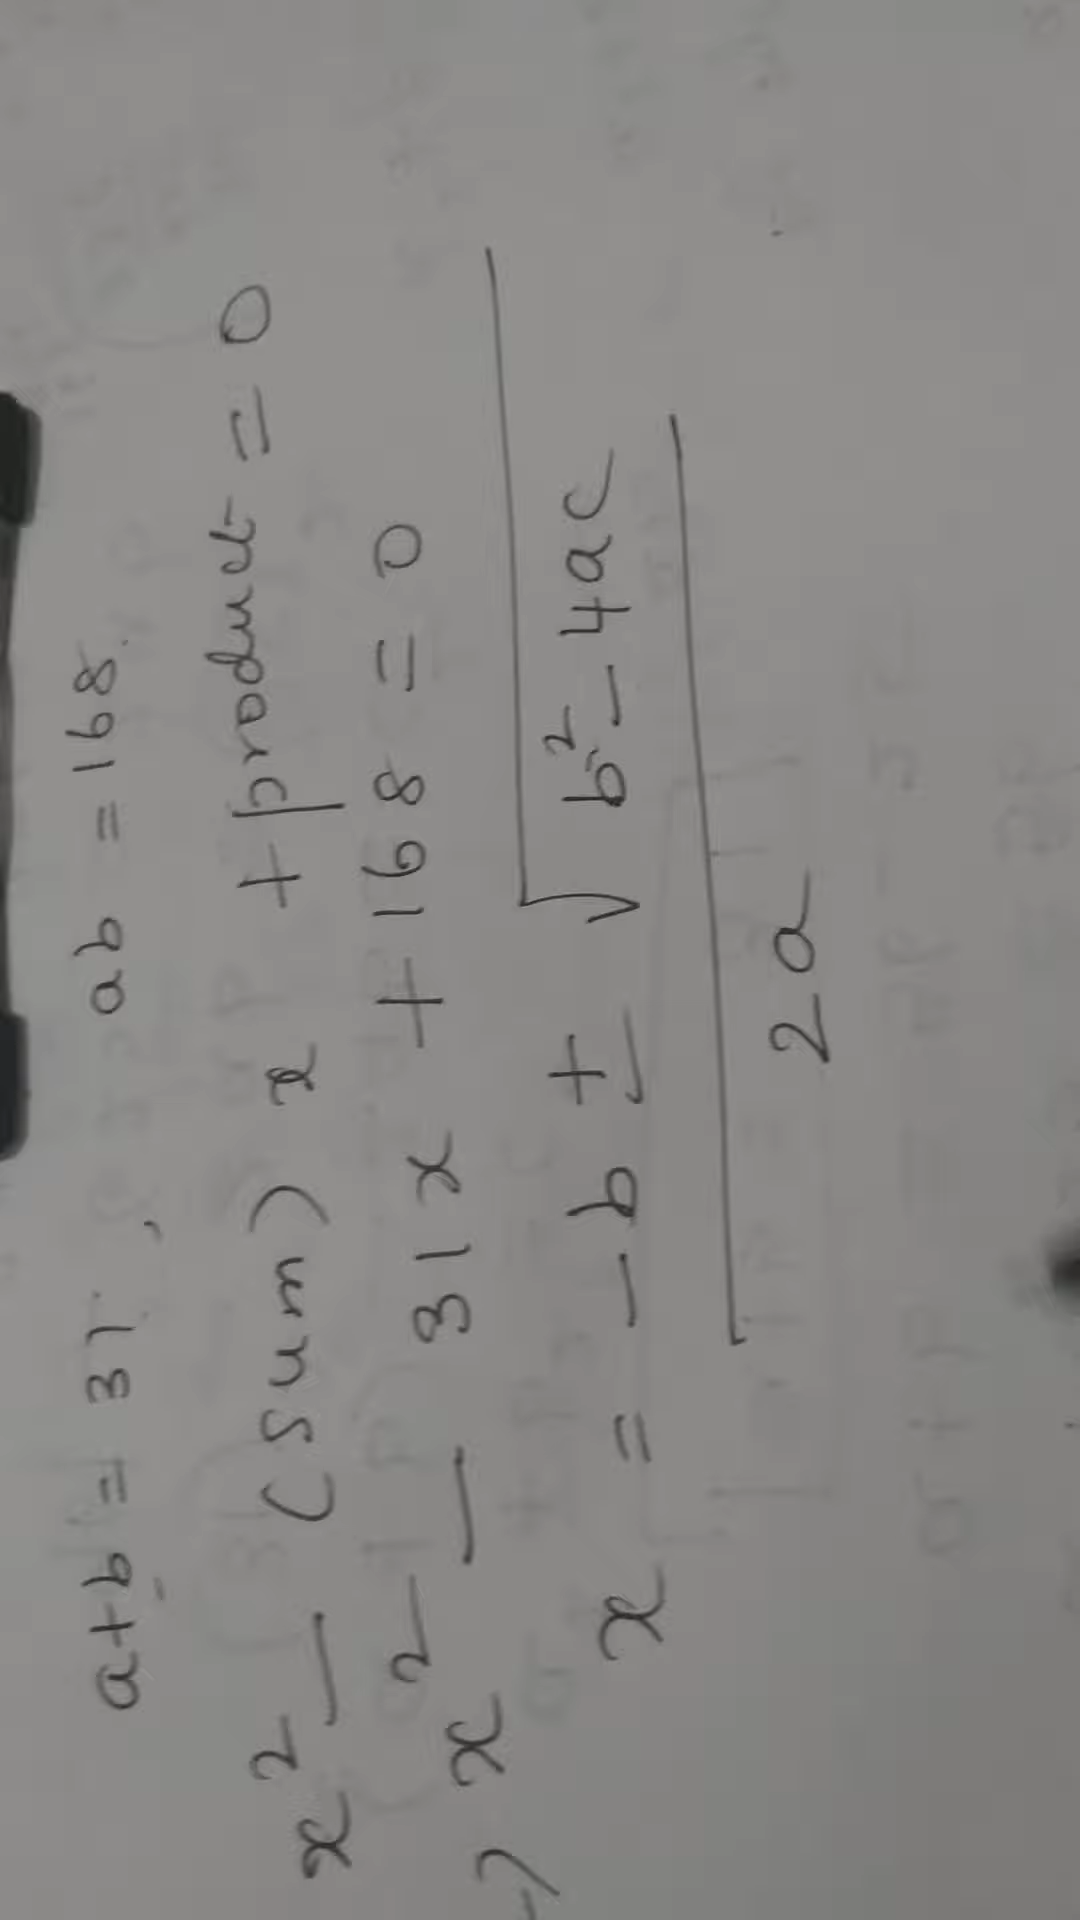 a+b = 31, ab = 168.
x² - (sum) x + product = 0
→ x² - 31x + 168 = 0
x = -b ± √b²-4ac
2a